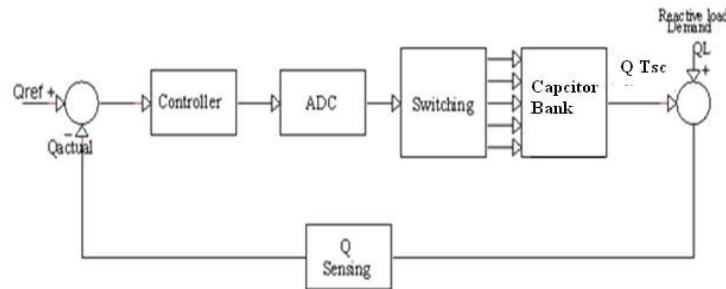 Reactive load
Demand
QL
+
Qref +
Controller
ADC
Switching
Capcitor
Bank
Q Tsc
−
Qactual
Q
Sensing